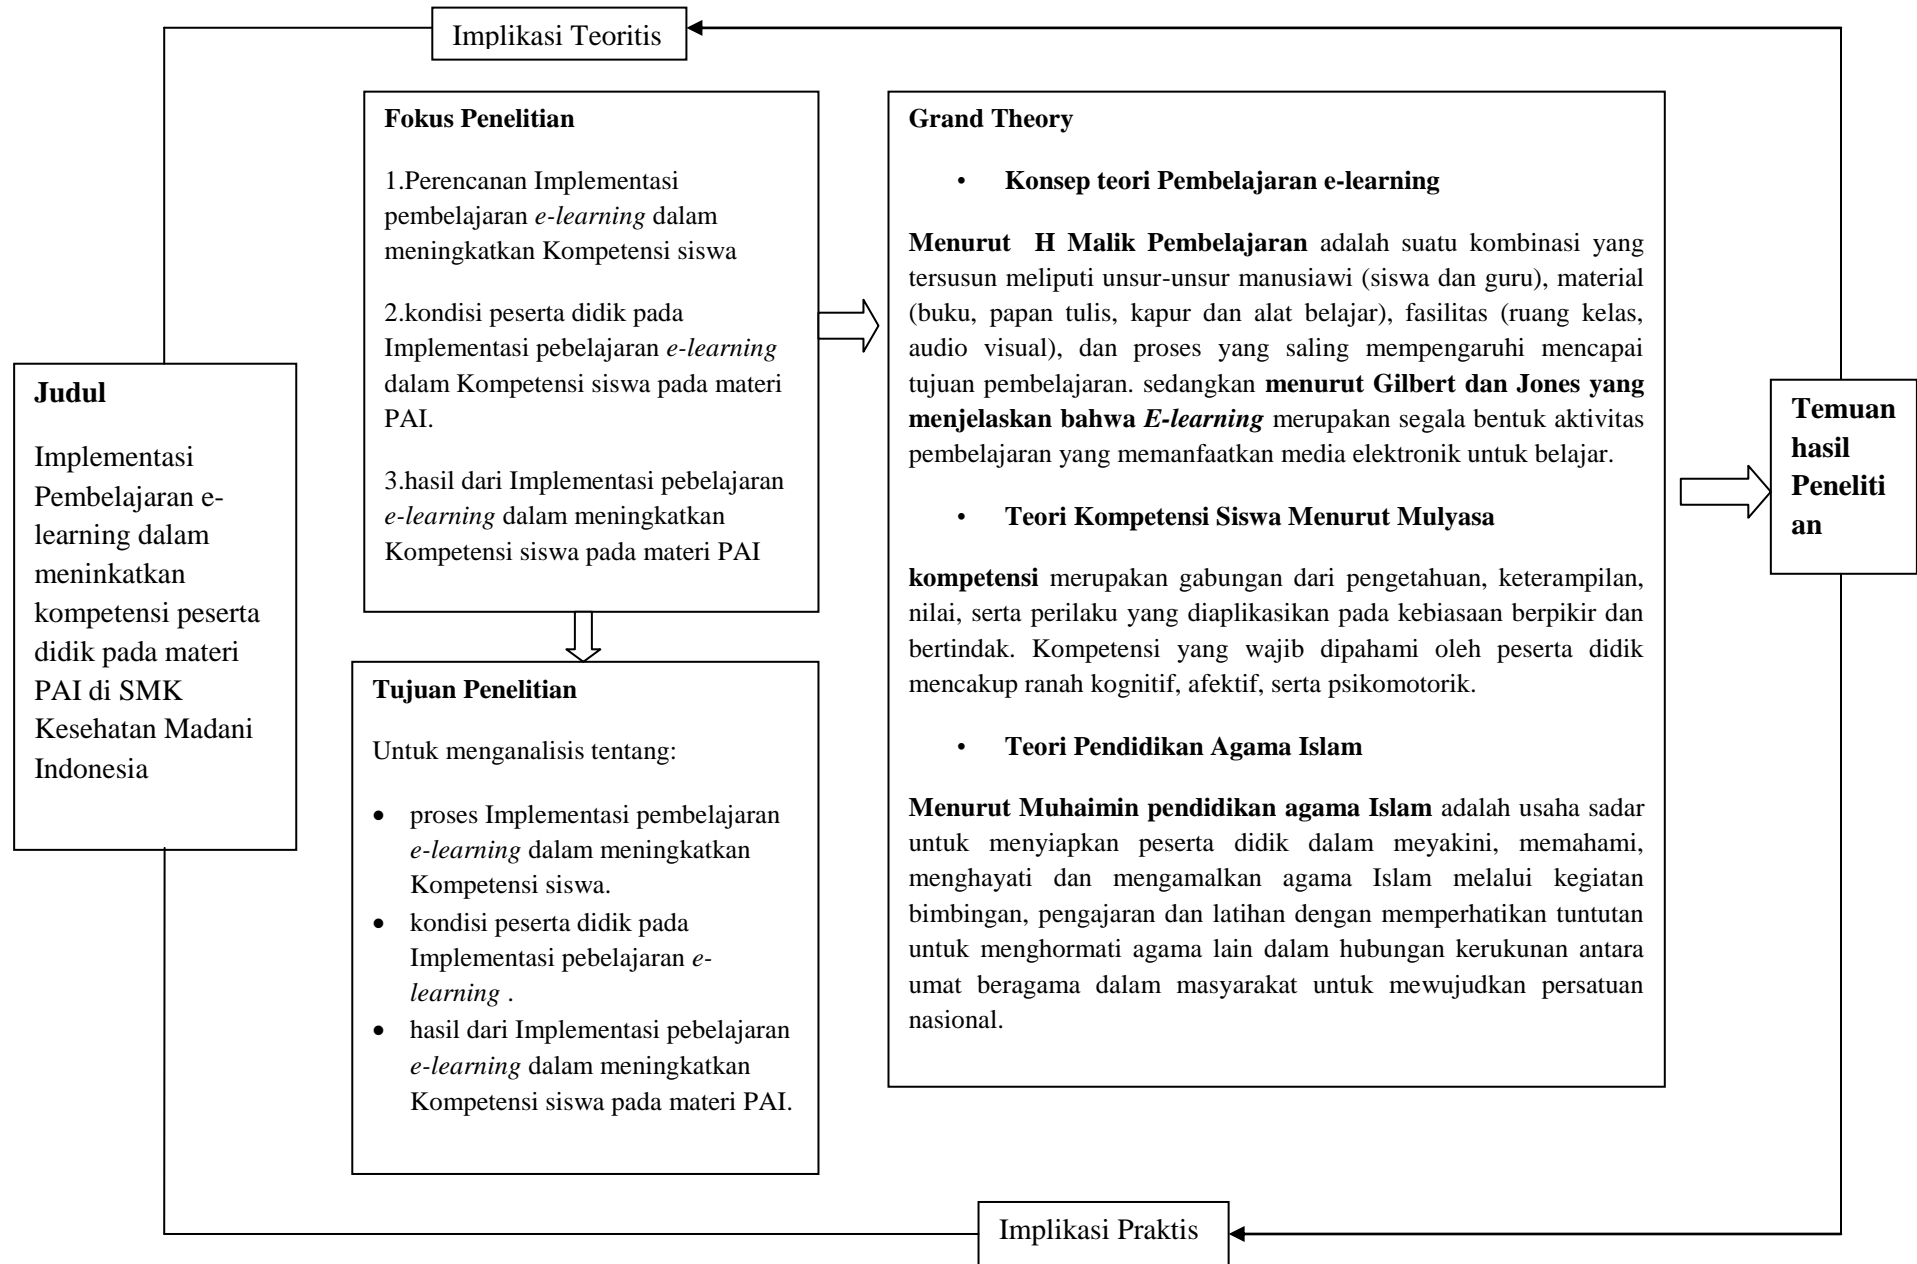 Implikasi Teoritis
Judul
Implementasi
Pembelajaran e-
learning dalam
meninkatkan
kompetensi peserta
didik pada materi
PAI di SMK
Kesehatan Madani
Indonesia
Fokus Penelitian
1.Perencanan Implementasi
pembelajaran e-learning dalam
meningkatkan Kompetensi siswa
2.kondisi peserta didik pada
Implementasi pebelajaran e-learning
dalam Kompetensi siswa pada materi
PAI.
3.hasil dari Implementasi pebelajaran
e-learning dalam meningkatkan
Kompetensi siswa pada materi PAI
Tujuan Penelitian
Untuk menganalisis tentang:
• proses Implementasi pembelajaran
e-learning dalam meningkatkan
Kompetensi siswa.
• kondisi peserta didik pada
Implementasi pebelajaran e-
learning .
• hasil dari Implementasi pebelajaran
e-learning dalam meningkatkan
Kompetensi siswa pada materi PAI.
Grand Theory
• Konsep teori Pembelajaran e-learning
Menurut H Malik Pembelajaran adalah suatu kombinasi yang
tersusun meliputi unsur-unsur manusiawi (siswa dan guru), material
(buku, papan tulis, kapur dan alat belajar), fasilitas (ruang kelas,
audio visual), dan proses yang saling mempengaruhi mencapai
tujuan pembelajaran. sedangkan menurut Gilbert dan Jones yang
menjelaskan bahwa E-learning merupakan segala bentuk aktivitas
pembelajaran yang memanfaatkan media elektronik untuk belajar.
• Teori Kompetensi Siswa Menurut Mulyasa
kompetensi merupakan gabungan dari pengetahuan, keterampilan,
nilai, serta perilaku yang diaplikasikan pada kebiasaan berpikir dan
bertindak. Kompetensi yang wajib dipahami oleh peserta didik
mencakup ranah kognitif, afektif, serta psikomotorik.
• Teori Pendidikan Agama Islam
Menurut Muhaimin pendidikan agama Islam adalah usaha sadar
untuk menyiapkan peserta didik dalam meyakini, memahami,
menghayati dan mengamalkan agama Islam melalui kegiatan
bimbingan, pengajaran dan latihan dengan memperhatikan tuntutan
untuk menghormati agama lain dalam hubungan kerukunan antara
umat beragama dalam masyarakat untuk mewujudkan persatuan
nasional.
Temuan
hasil
Peneliti
an
Implikasi Praktis